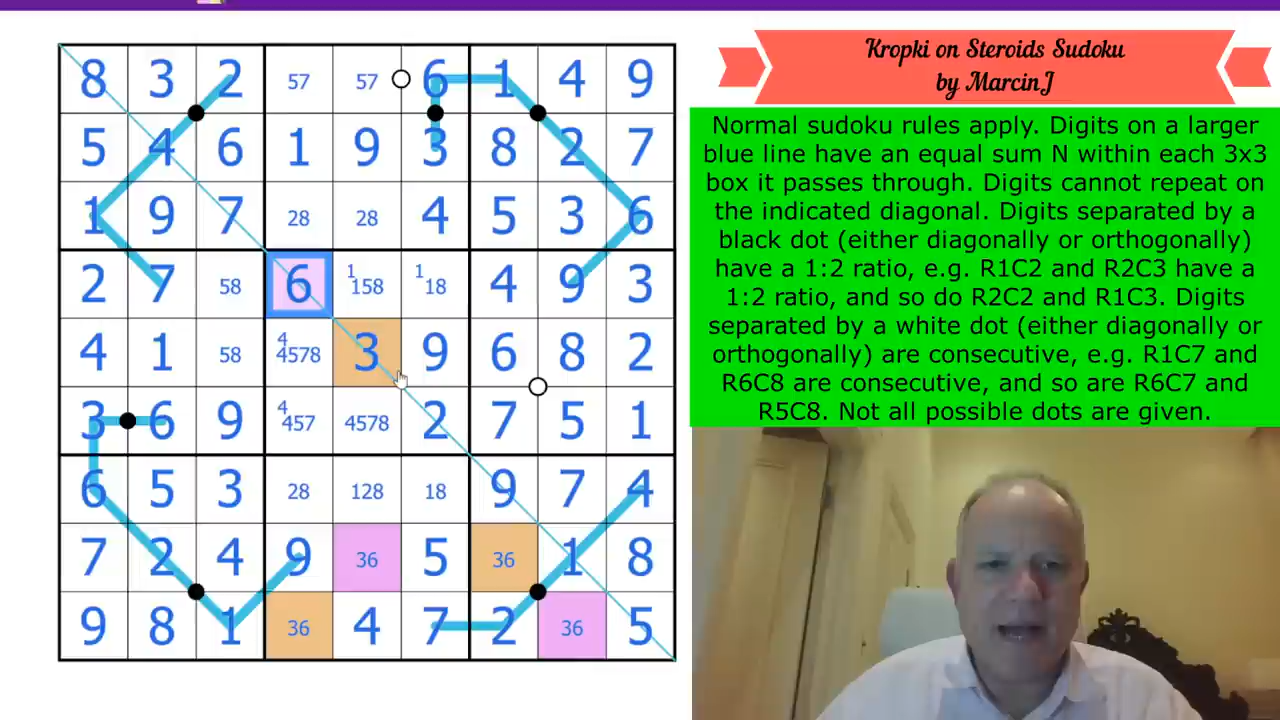 Kropki on Steroids Sudoku
by MarcinJ
Normal sudoku rules apply. Digits on a larger
blue line have an equal sum N within each 3x3
box it passes through. Digits cannot repeat on
the indicated diagonal. Digits separated by a
black dot (either diagonally or orthogonally)
have a 1:2 ratio, e.g. R1C2 and R2C3 have a
1:2 ratio, and so do R2C2 and R1C3. Digits
separated by a white dot (either diagonally or
orthogonally) are consecutive, e.g. R1C7 and
R6C8 are consecutive, and so are R6C7 and
R5C8. Not all possible dots are given.
8 3 2 57 57 6 1 4 9
5 4 6 1 9 3 8 2 7
1 9 7 28 28 4 5 3 6
2 7 58 6 1 158 1 18 4 9 3
4 1 58 4 4578 3 9 6 8 2
3 6 9 4 457 4578 2 7 5 1
6 5 3 28 128 18 9 7 4
7 2 4 9 36 5 36 1 8
9 8 1 36 4 7 2 36 5